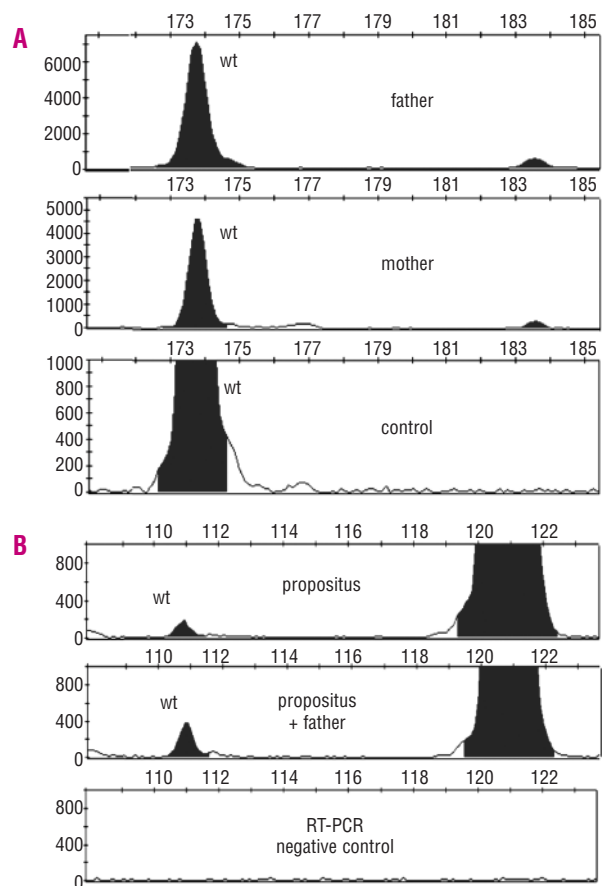 A
173 175 177 179 181 183 185
8000
6000
4000
2000
0
wt
father
173 175 177 179 181 183 185
5000
4000
3000
2000
1000
0
wt
mother
173 175 177 179 181 183 185
1000
800
600
400
200
0
wt
control
B
110 112 114 116 118 120 122
800
400
0
wt
propositus
110 112 114 116 118 120 122
800
400
0
wt
propositus
+ father
110 112 114 116 118 120 122
800
400
0
RT-PCR
negative control